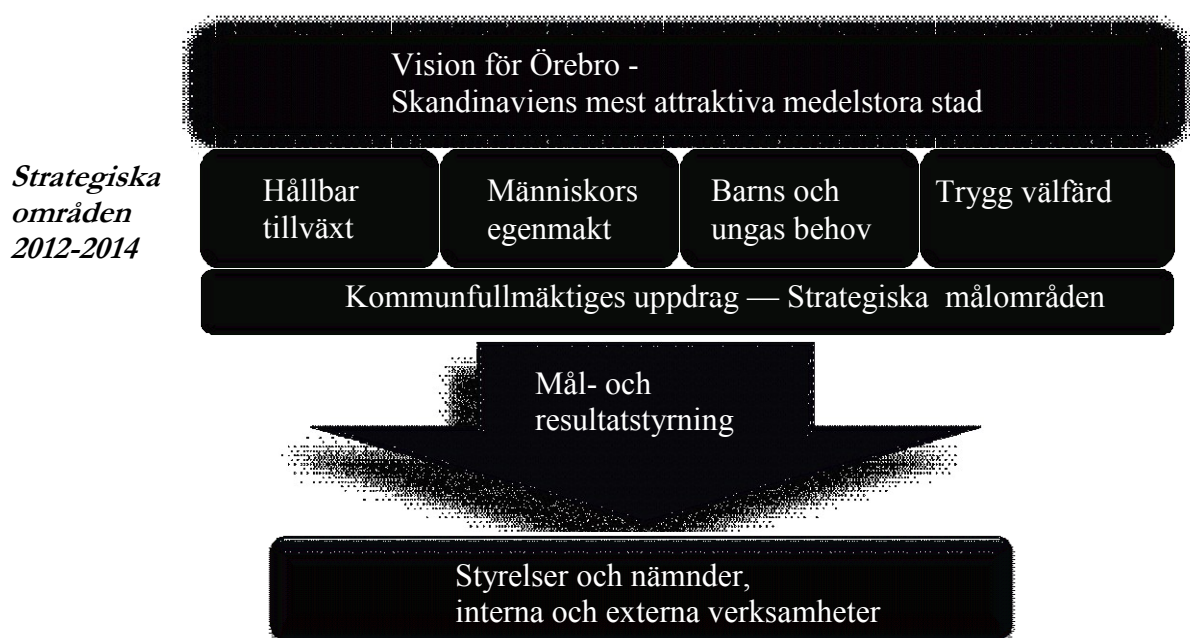 Vision för Örebro -
Skandinaviens mest attraktiva medelstora stad
Strategiska
områden
2012-2014
Hållbar
tillväxt
Människors
egenmakt
Barns och
ungas behov
Trygg välfärd
Kommunfullmäktiges uppdrag — Strategiska målområden
Mål- och
resultatstyrning
Styrelser och nämnder,
interna och externa verksamheter